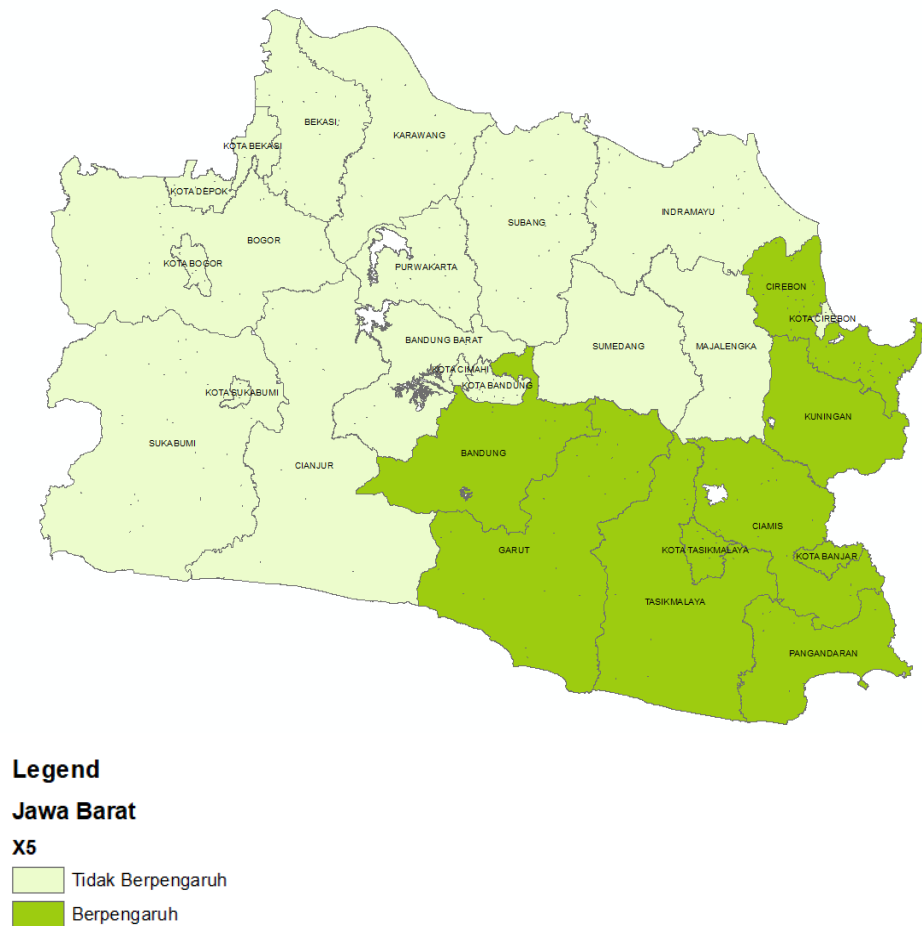 BEKASI
KARAWANG
KOTA BEKASI
KOTA DEPOK
SUBANG
INDRAMAYU
BOGOR
KOTA BOGOR
PURWAKARTA
CIREBON
KOTA CIREBON
BANDUNG BARAT
SUMEDANG
MAJALENGKA
KOTA CIMAHI
KOTA BANDUNG
KOTA SUKABUMI
KUNINGAN
SUKABUMI
BANDUNG
CIANJUR
CIAMIS
GARUT
KOTA TASIKMALAYA
KOTA BANJAR
TASIKMALAYA
PANGANDARAN
Legend
Jawa Barat
X5
Tidak Berpengaruh
Berpengaruh